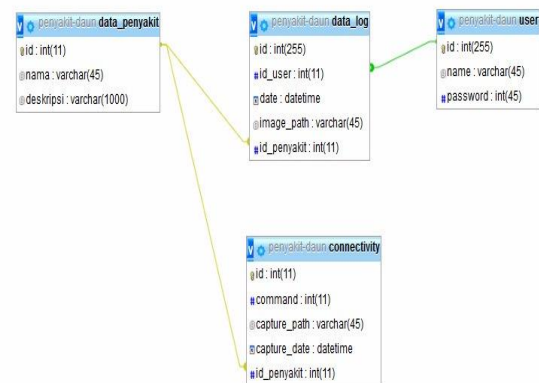 penyakit-daun data_penyakit
id : int(11)
nama : varchar(45)
deskripsi : varchar(1000)
penyakit-daun data_log
id : int(255)
id_user : int(11)
date : datetime
image_path : varchar(45)
id_penyakit : int(11)
penyakit-daun user
id : int(255)
name : varchar(45)
password : int(45)
penyakit-daun connectivity
id : int(11)
command : int(11)
capture_path : varchar(45)
capture_date : datetime
id_penyakit : int(11)